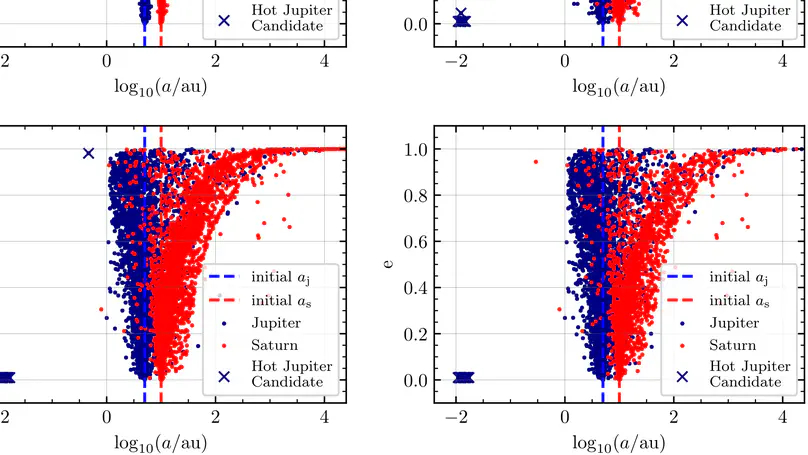 Hot Jupiter
Candidate
2
0
2
4
log₁₀(a/au)
0.0
Hot Jupiter
Candidate
−2
0
2
4
log₁₀(a/au)
initial aⱼ
initial aₛ
Jupiter
Saturn
Hot Jupiter
Candidate
2
0
2
4
log₁₀(a/au)
1.0
0.8
0.6
0.4
0.2
0.0
e
initial aⱼ
initial aₛ
Jupiter
Saturn
Hot Jupiter
Candidate
−2
0
2
4
log₁₀(a/au)